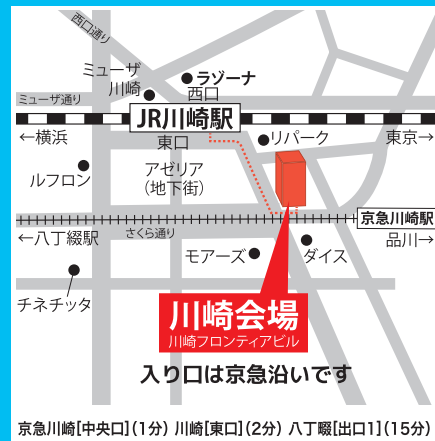 西口通り
ミューザ
川崎
ラゾーナ
西口
ミューザ通り
JR川崎駅
←横浜
東口
リパーク
東京→
ルフロン
アゼリア
(地下街)
京急川崎駅
←八丁綴駅
さくら通り
品川→
モアーズ
ダイス
チネチッタ
川崎会場
川崎フロンティアビル
入り口は京急沿いです
京急川崎[中央口](1分) 川崎[東口](2分) 八丁畷[出口1](15分)